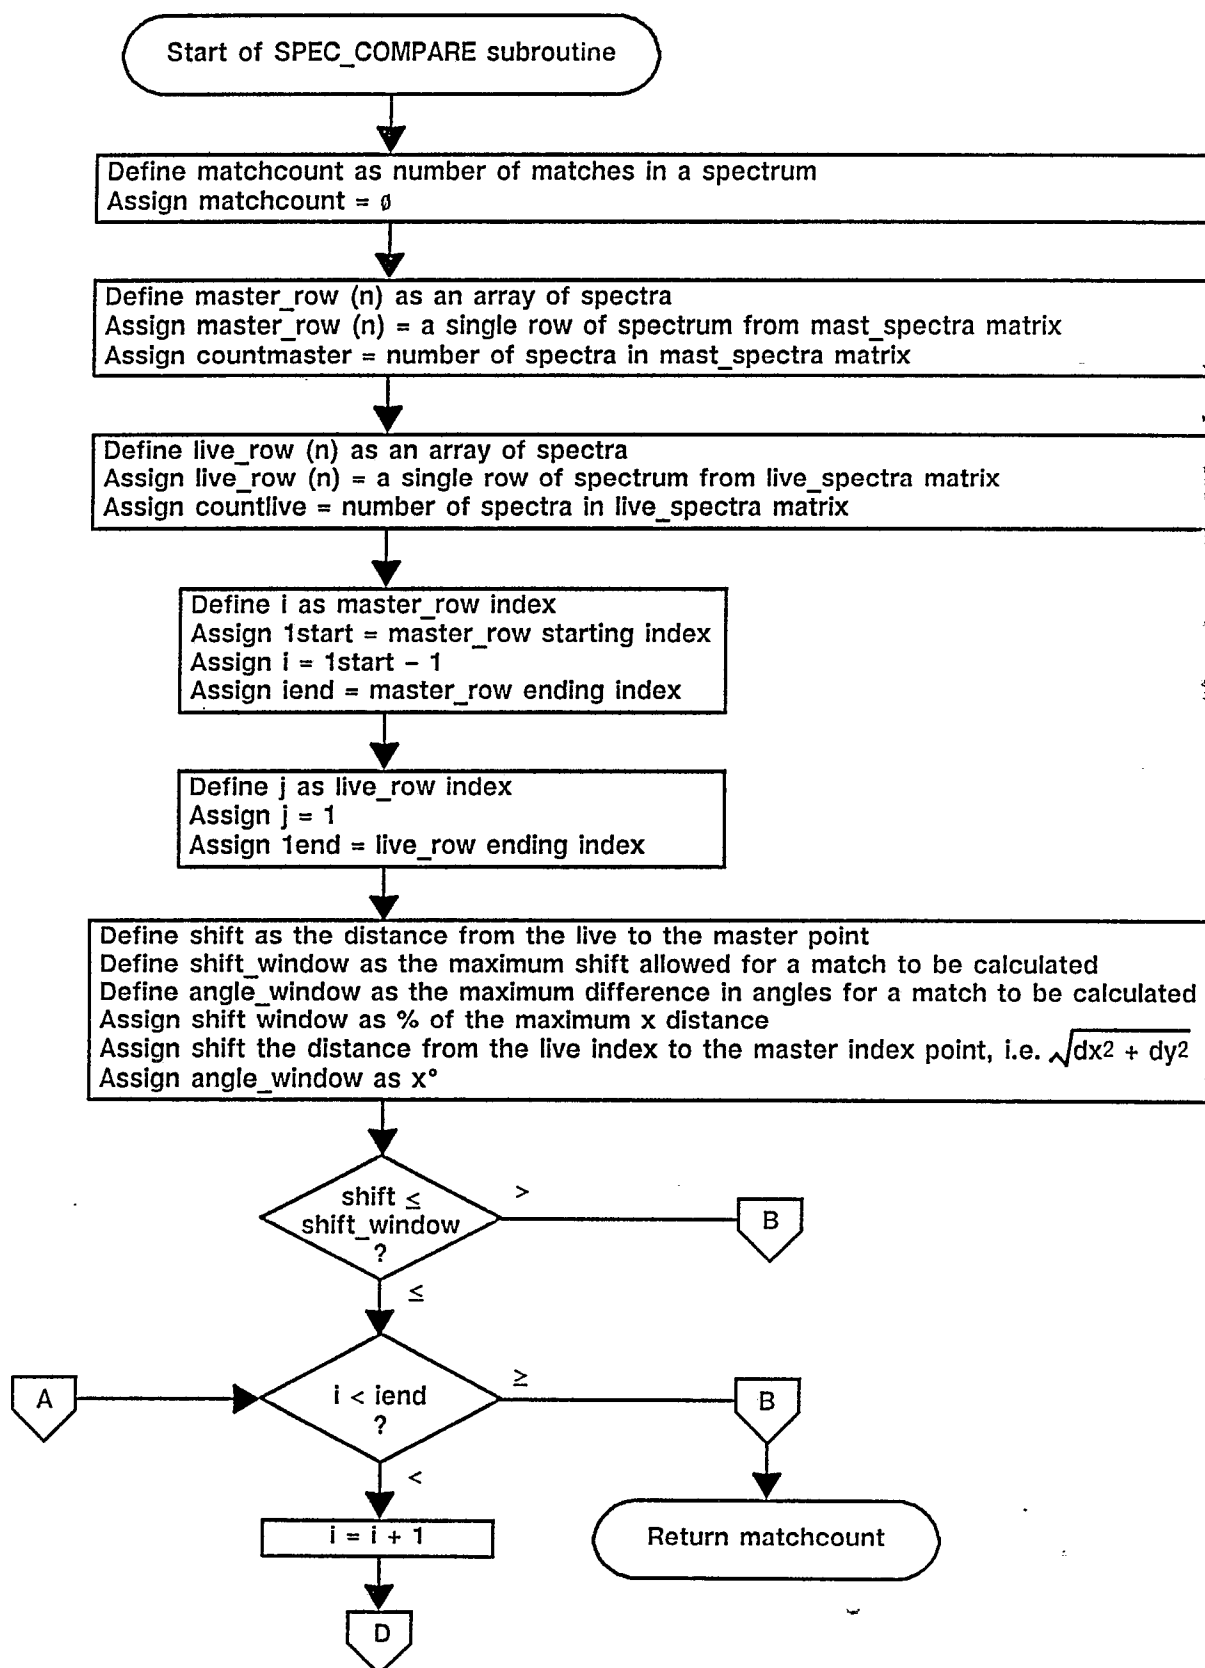 Start of SPEC_COMPARE subroutine
Define matchcount as number of matches in a spectrum
Assign matchcount = ø
Define master_row (n) as an array of spectra
Assign master_row (n) = a single row of spectrum from mast_spectra matrix
Assign countmaster = number of spectra in mast_spectra matrix
Define live_row (n) as an array of spectra
Assign live_row (n) = a single row of spectrum from live_spectra matrix
Assign countlive = number of spectra in live_spectra matrix
Define i as master_row index
Assign 1start = master_row starting index
Assign i = 1start – 1
Assign iend = master_row ending index
Define j as live_row index
Assign j = 1
Assign 1end = live_row ending index
Define shift as the distance from the live to the master point
Define shift_window as the maximum shift allowed for a match to be calculated
Define angle_window as the maximum difference in angles for a match to be calculated
Assign shift window as % of the maximum x distance
Assign shift the distance from the live index to the master index point, i.e. √dx2 + dy2
Assign angle_window as x°
shift ≤
shift_window
?
>
B
≤
A
i < iend
?
≥
B
<
i = i + 1
Return matchcount
D